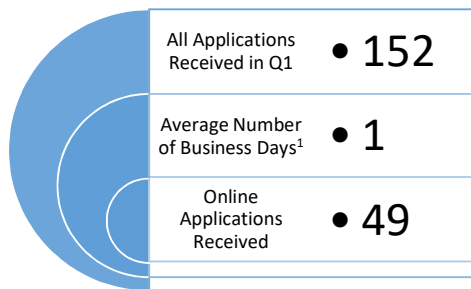 All Applications
Received in Q1
• 152
Average Number
of Business Days¹
• 1
Online
Applications
Received
• 49